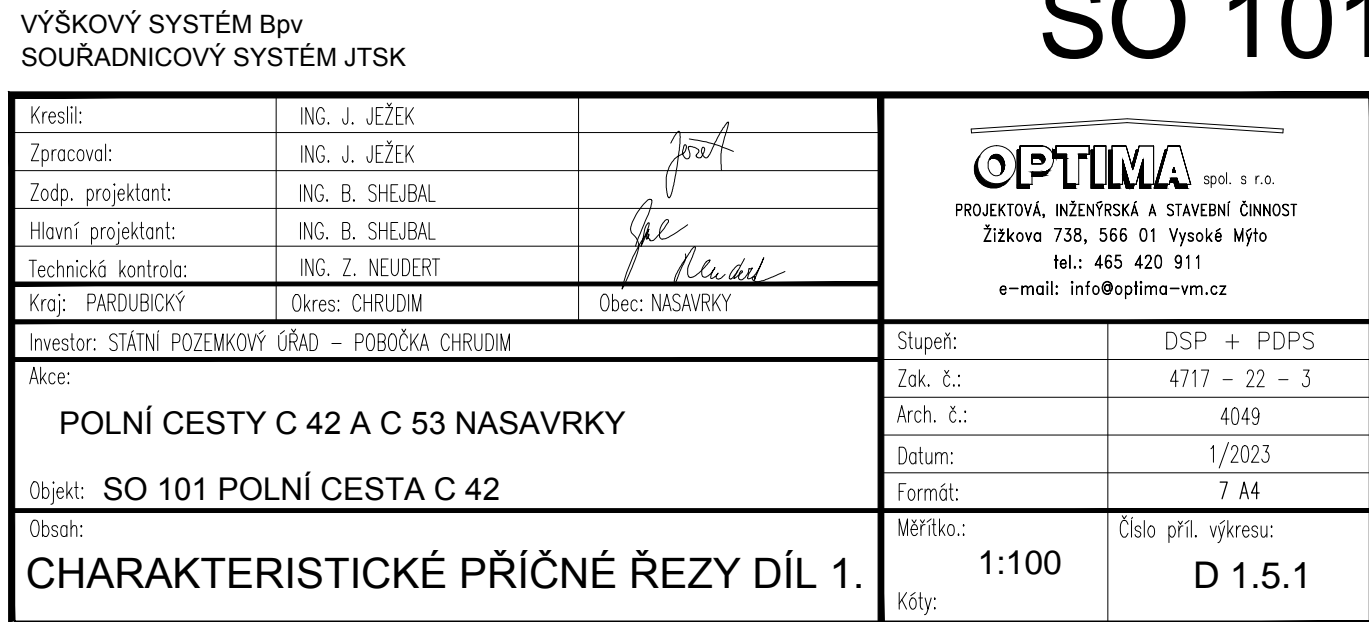 VÝŠKOVÝ SYSTÉM Bpv
SOUŘADNICOVÝ SYSTÉM JTSK
SO 101
Kreslil: ING. J. JEŽEK
Zpracoval: ING. J. JEŽEK
Zodp. projektant: ING. B. SHEJBAL
Hlavní projektant: ING. B. SHEJBAL
Technická kontrola: ING. Z. NEUDERT
Kraj: PARDUBICKÝ Okres: CHRUDIM Obec: NASAVRKY
OPTIMA spol. s r.o.
PROJEKTOVÁ, INŽENÝRSKÁ A STAVEBNÍ ČINNOST
Žižkova 738, 566 01 Vysoké Mýto
tel.: 465 420 911
e-mail: info@optima-vm.cz
Investor: STÁTNÍ POZEMKOVÝ ÚŘAD – POBOČKA CHRUDIM
Akce:
POLNÍ CESTY C 42 A C 53 NASAVRKY
Objekt: SO 101 POLNÍ CESTA C 42
Obsah:
CHARAKTERISTICKÉ PŘÍČNÉ ŘEZY DÍL 1.
Stupeň: DSP + PDPS
Zak. č.: 4717 – 22 – 3
Arch. č.: 4049
Datum: 1/2023
Formát: 7 A4
Měřítko.: Číslo příl. výkresu:
1:100 D 1.5.1
Kóty: